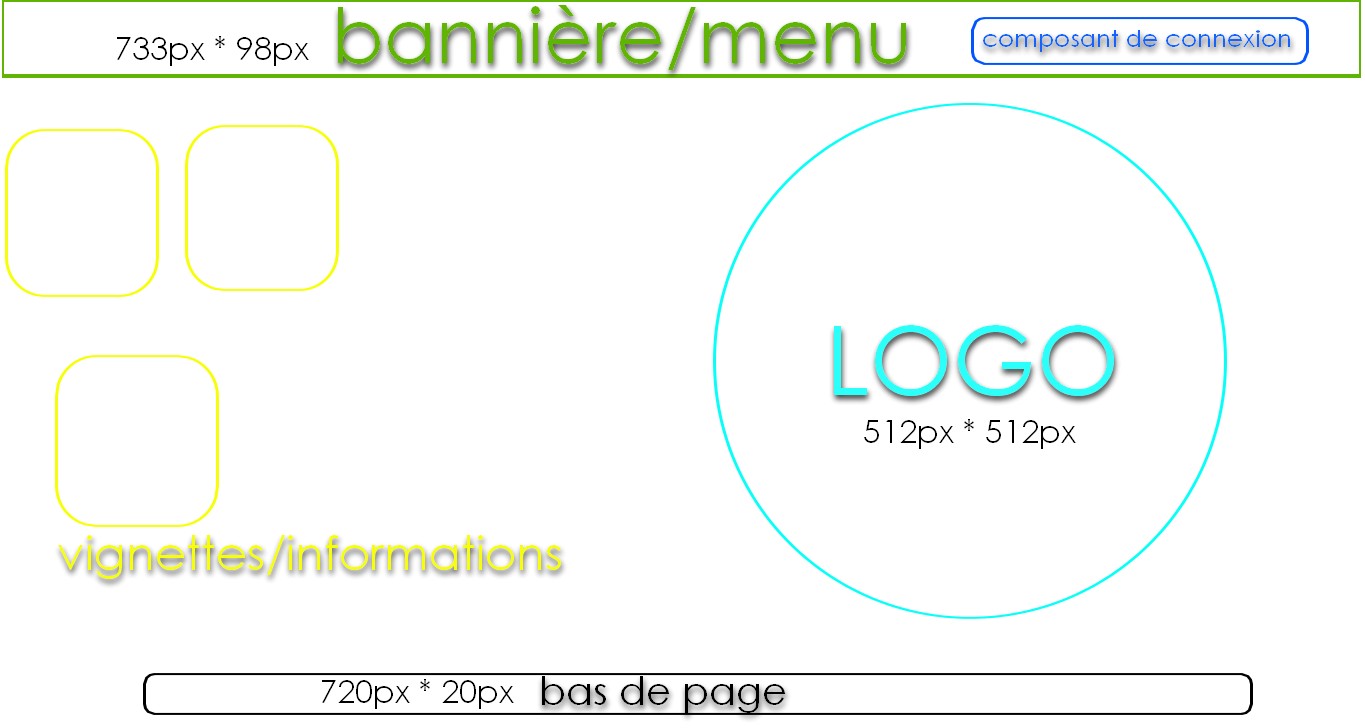 733px * 98px bannière/menu composant de connexion
LOGO
512px * 512px
vignettes/informations
720px * 20px bas de page